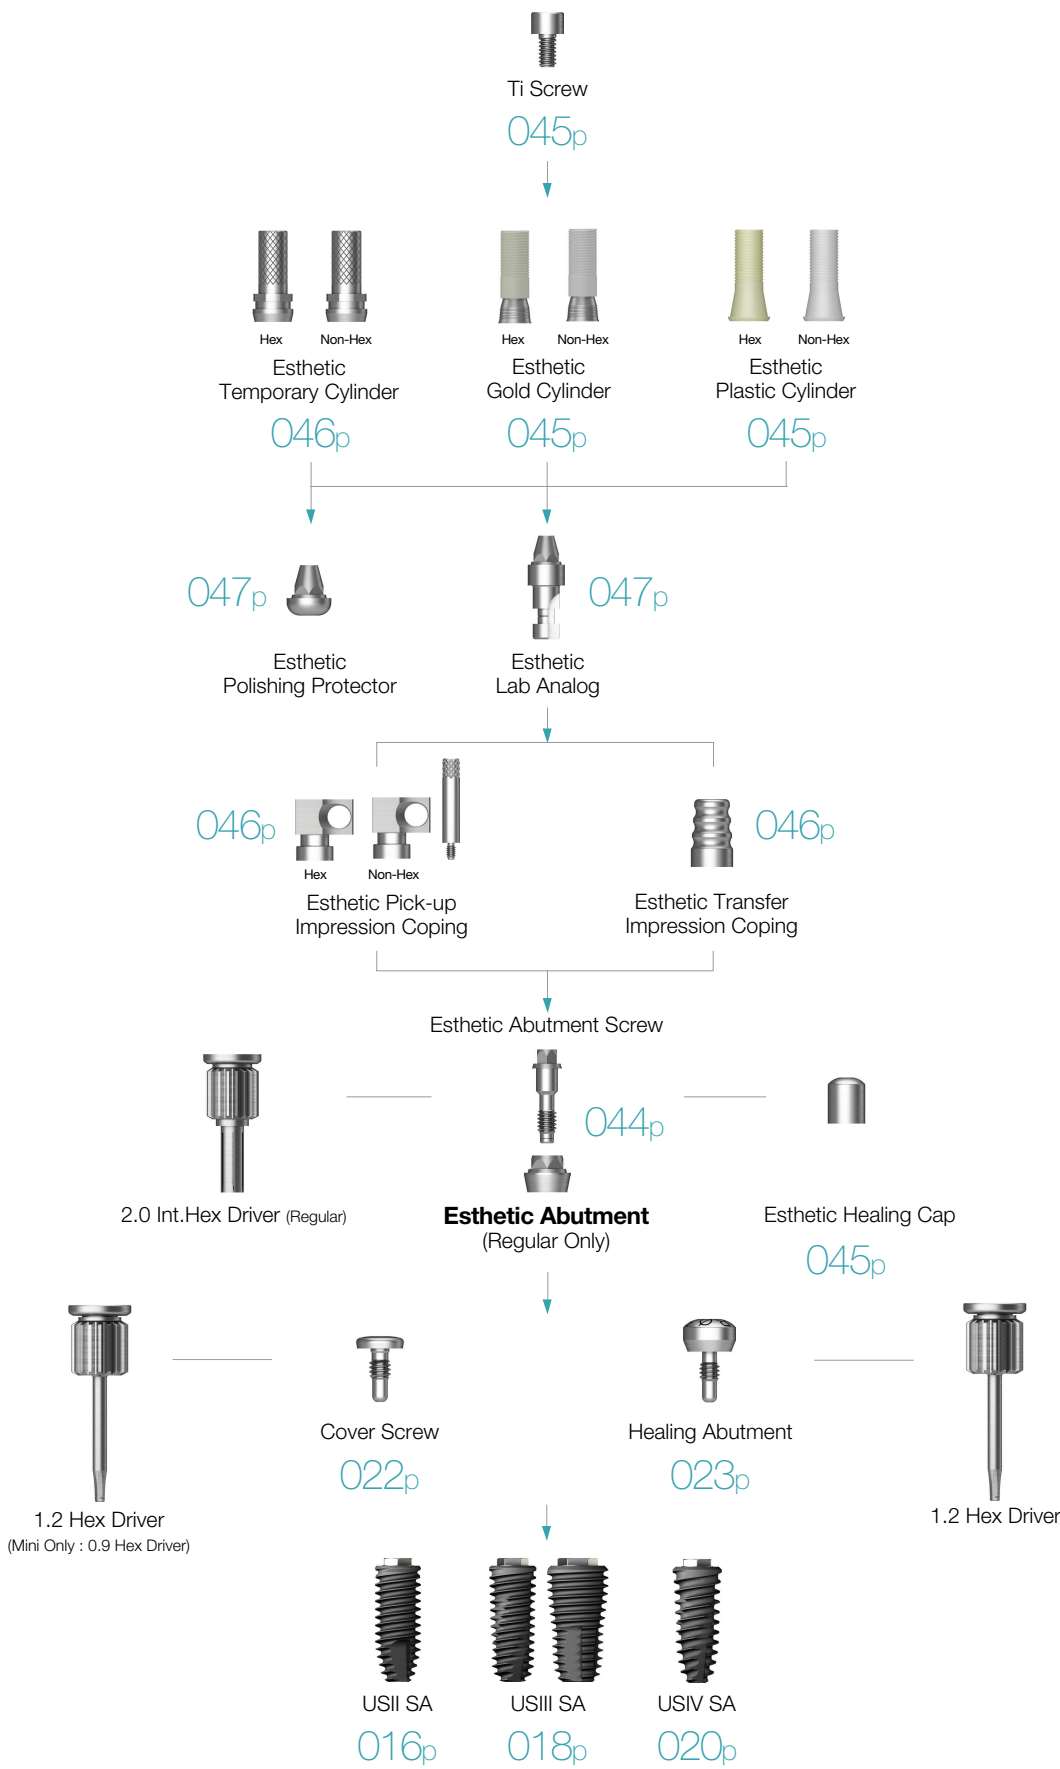 Ti Screw
045p
Hex
Non-Hex
Esthetic
Temporary Cylinder
046p
Hex
Non-Hex
Esthetic
Gold Cylinder
045p
Hex
Non-Hex
Esthetic
Plastic Cylinder
045p
047p
Esthetic
Polishing Protector
047p
Esthetic
Lab Analog
046p
Hex
Non-Hex
Esthetic Pick-up
Impression Coping
046p
Esthetic Transfer
Impression Coping
Esthetic Abutment Screw
044p
2.0 Int.Hex Driver (Regular)
Esthetic Abutment
(Regular Only)
Esthetic Healing Cap
045p
Cover Screw
022p
Healing Abutment
023p
1.2 Hex Driver
(Mini Only : 0.9 Hex Driver)
1.2 Hex Driver
USII SA
016p
USIII SA
018p
USIV SA
020p